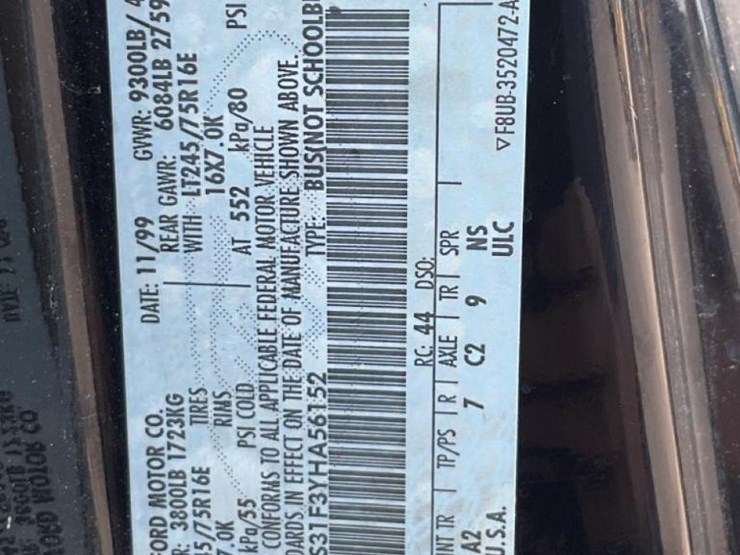 FORD MOTOR CO. DATE: 11/99 GVWR: 9300LB/ 4
R: 3800LB 1723KG REAR GAWR: 6084LB 2759
5/75R16E TIRES WITH LT245/75R16E
7.0K RIMS 16X7.0K
kPa/55 PSI COLD AT 552 kPa/80 PSI
CONFORMS TO ALL APPLICABLE FEDERAL MOTOR VEHICLE
DARDS IN EFFECT ON THE DATE OF MANUFACTURE SHOWN ABOVE.
S31F3YHA56152 TYPE: BUS(NOT SCHOOLB
RC: 44 DSO:
INT TR TP/PS R AXLE TR SPR
A2 7 C2 9 NS
U.S.A. ULC
▽F8UB-3520472-A